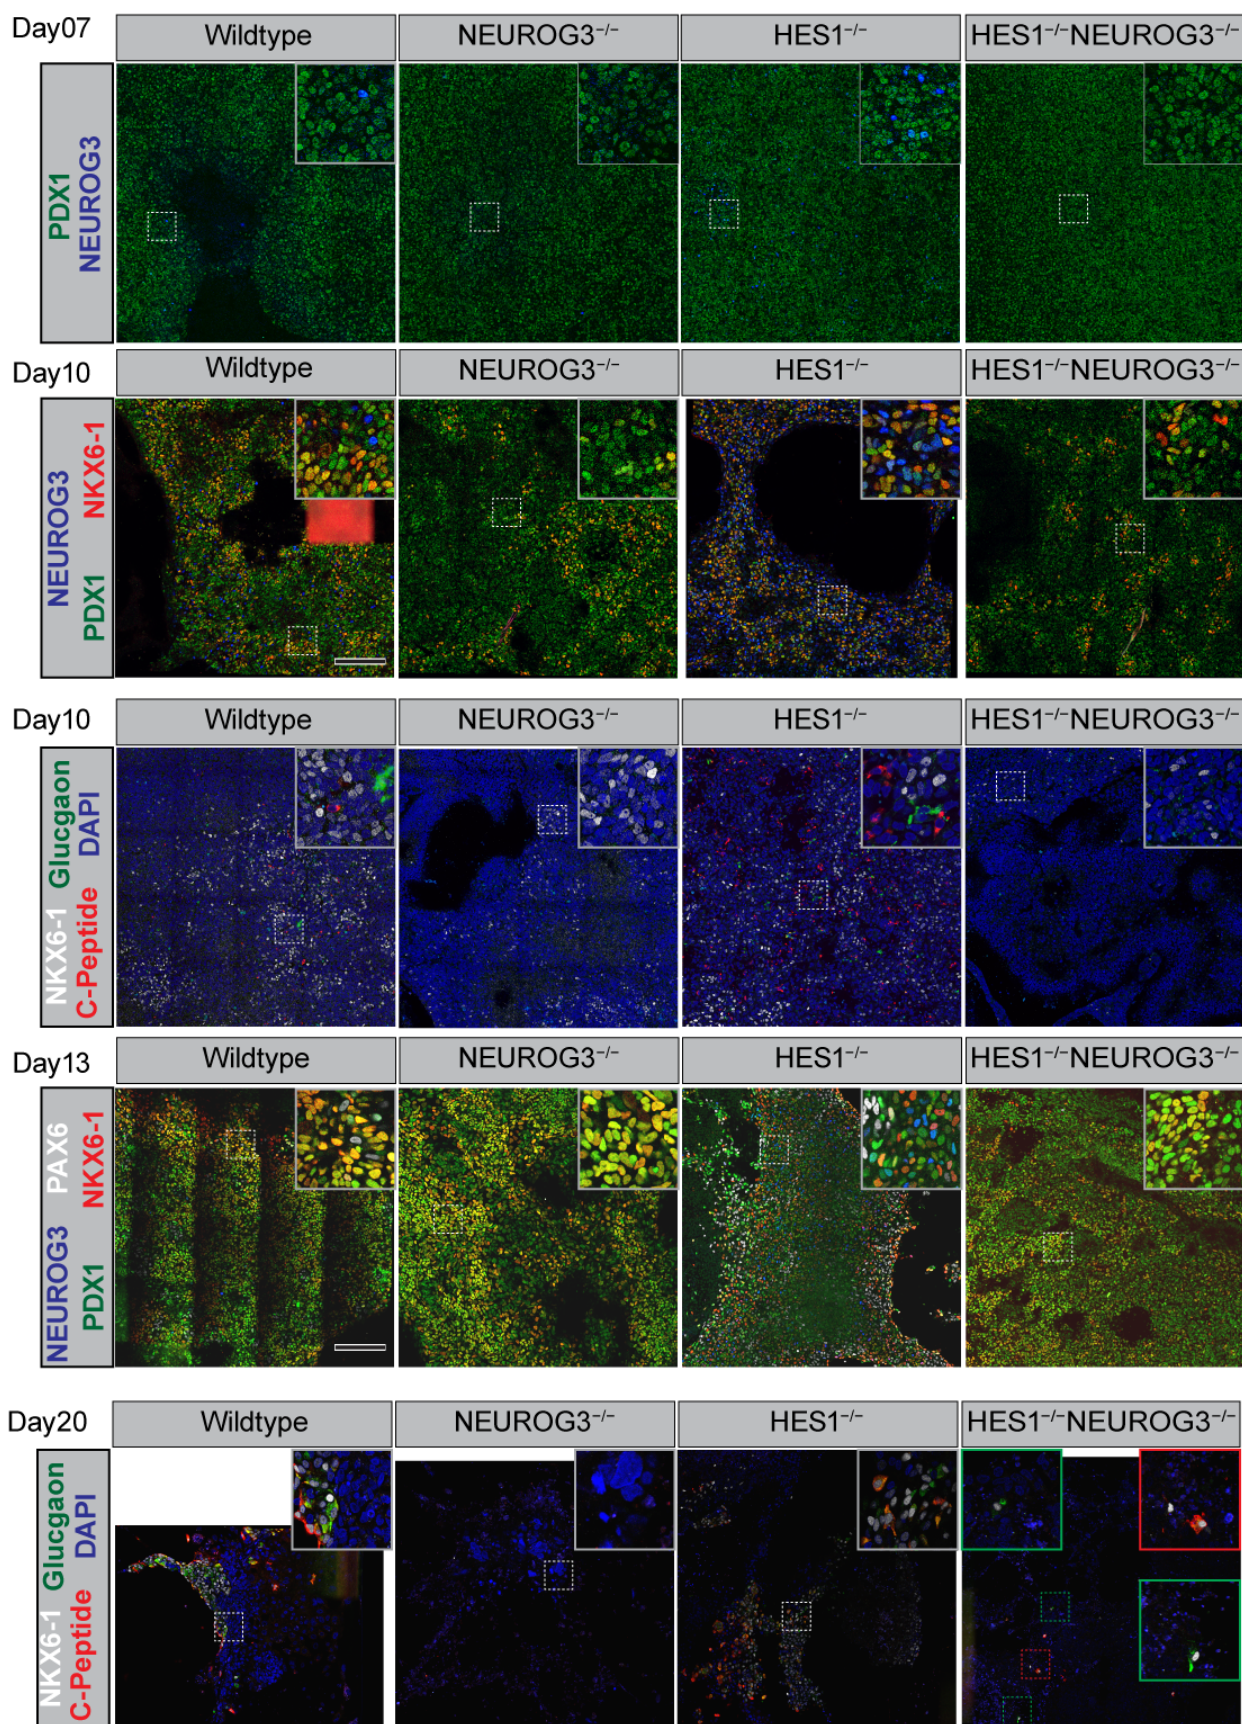 Day07
Wildtype
NEUROG3⁻/⁻
HES1⁻/⁻
HES1⁻/⁻NEUROG3⁻/⁻
PDX1
NEUROG3
Day10
Wildtype
NEUROG3⁻/⁻
HES1⁻/⁻
HES1⁻/⁻NEUROG3⁻/⁻
NEUROG3 NKX6-1
PDX1
Day10
Wildtype
NEUROG3⁻/⁻
HES1⁻/⁻
HES1⁻/⁻NEUROG3⁻/⁻
NKX6-1 Glucgaon
C-Peptide DAPI
Day13
Wildtype
NEUROG3⁻/⁻
HES1⁻/⁻
HES1⁻/⁻NEUROG3⁻/⁻
NEUROG3 PAX6
PDX1 NKX6-1
Day20
Wildtype
NEUROG3⁻/⁻
HES1⁻/⁻
HES1⁻/⁻NEUROG3⁻/⁻
NKX6-1 Glucgaon
C-Peptide DAPI